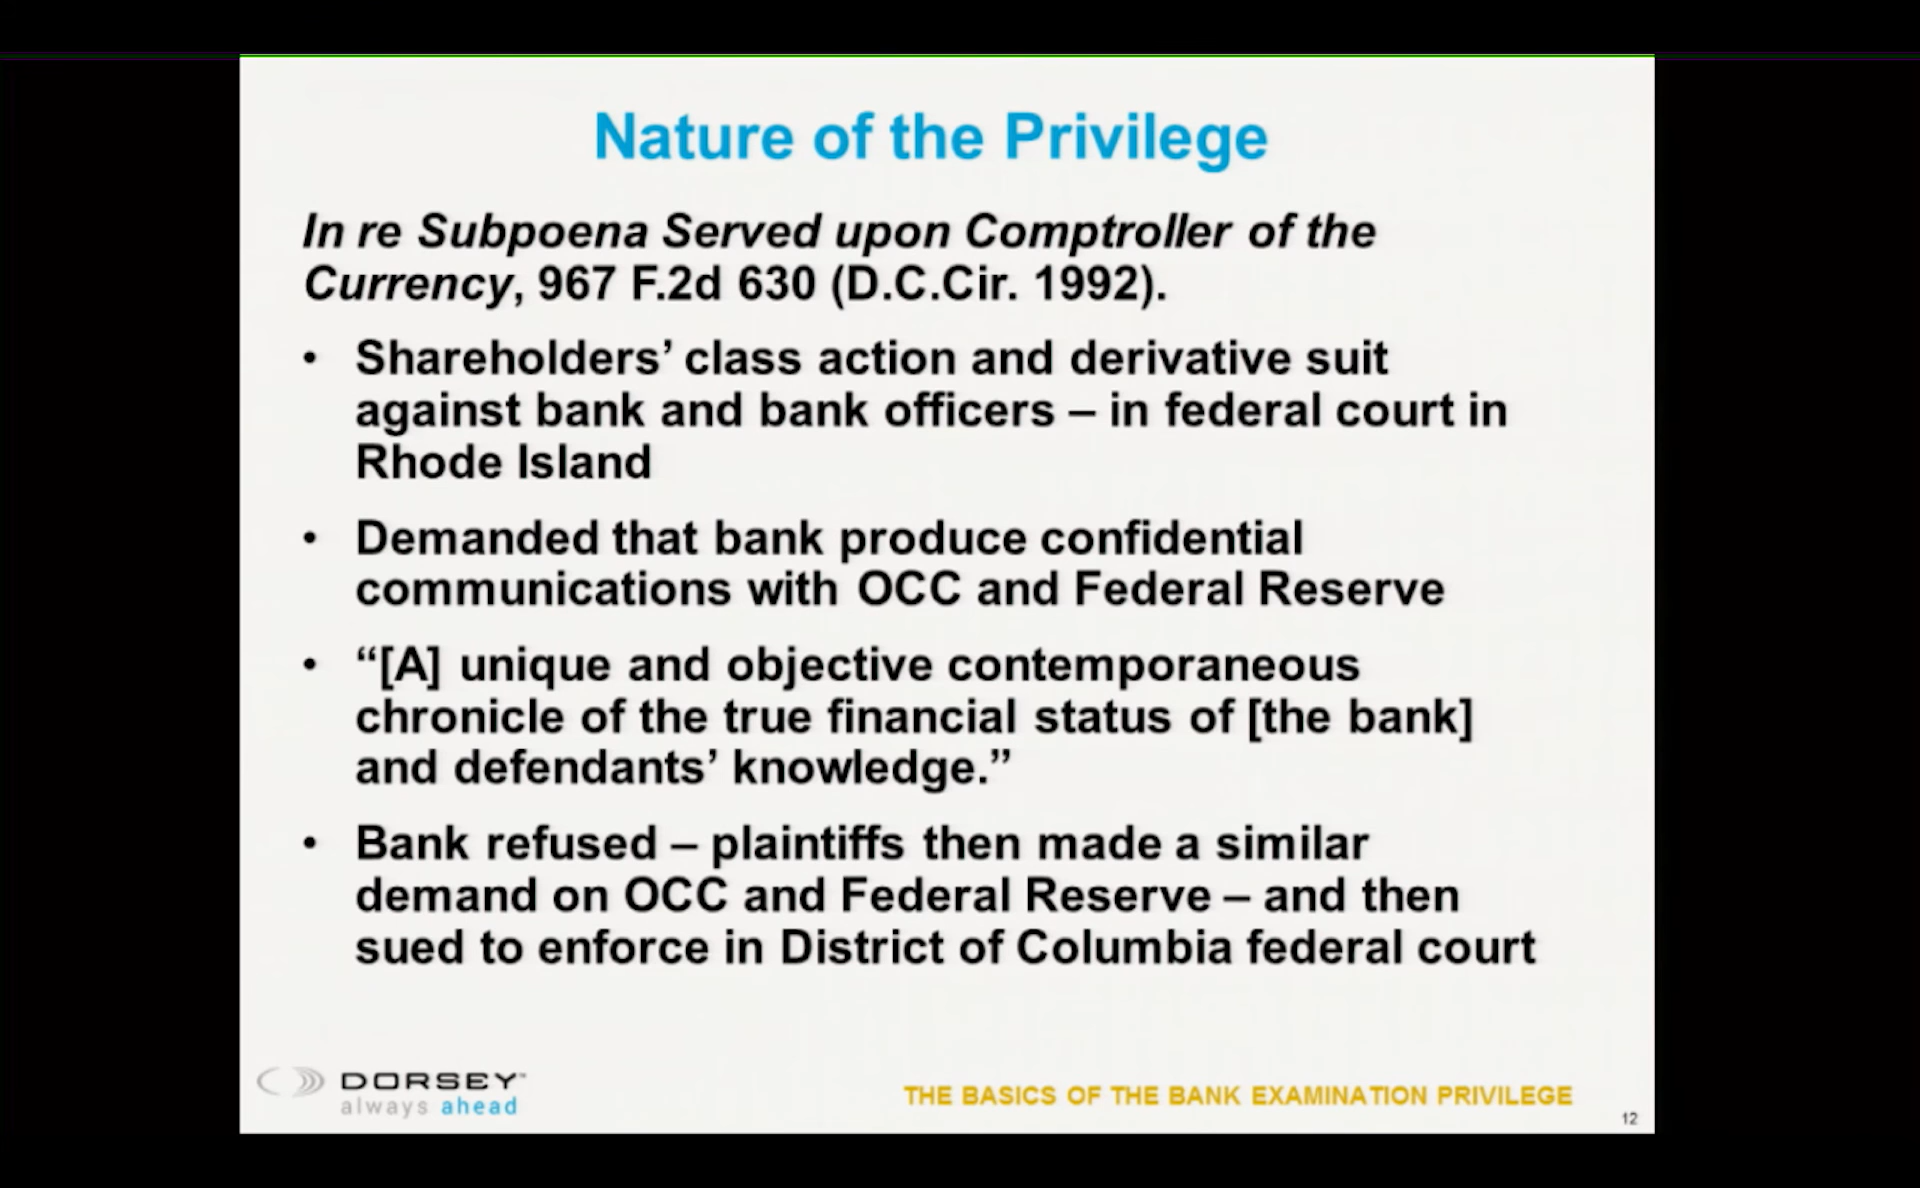 Nature of the Privilege
In re Subpoena Served upon Comptroller of the
Currency, 967 F.2d 630 (D.C.Cir. 1992).
• Shareholders’ class action and derivative suit
against bank and bank officers – in federal court in
Rhode Island
• Demanded that bank produce confidential
communications with OCC and Federal Reserve
• “[A] unique and objective contemporaneous
chronicle of the true financial status of [the bank]
and defendants’ knowledge.”
• Bank refused – plaintiffs then made a similar
demand on OCC and Federal Reserve – and then
sued to enforce in District of Columbia federal court
DORSEY™
always ahead
THE BASICS OF THE BANK EXAMINATION PRIVILEGE
12